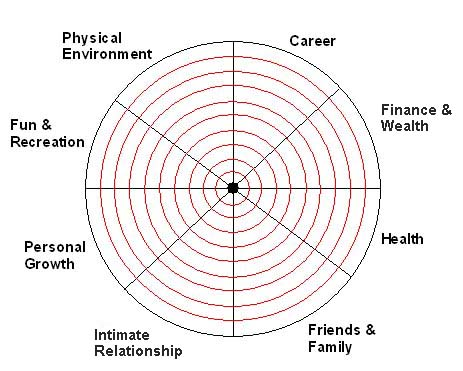 Physical
Environment
Career
Finance &
Wealth
Fun &
Recreation
Health
Personal
Growth
Intimate
Relationship
Friends &
Family